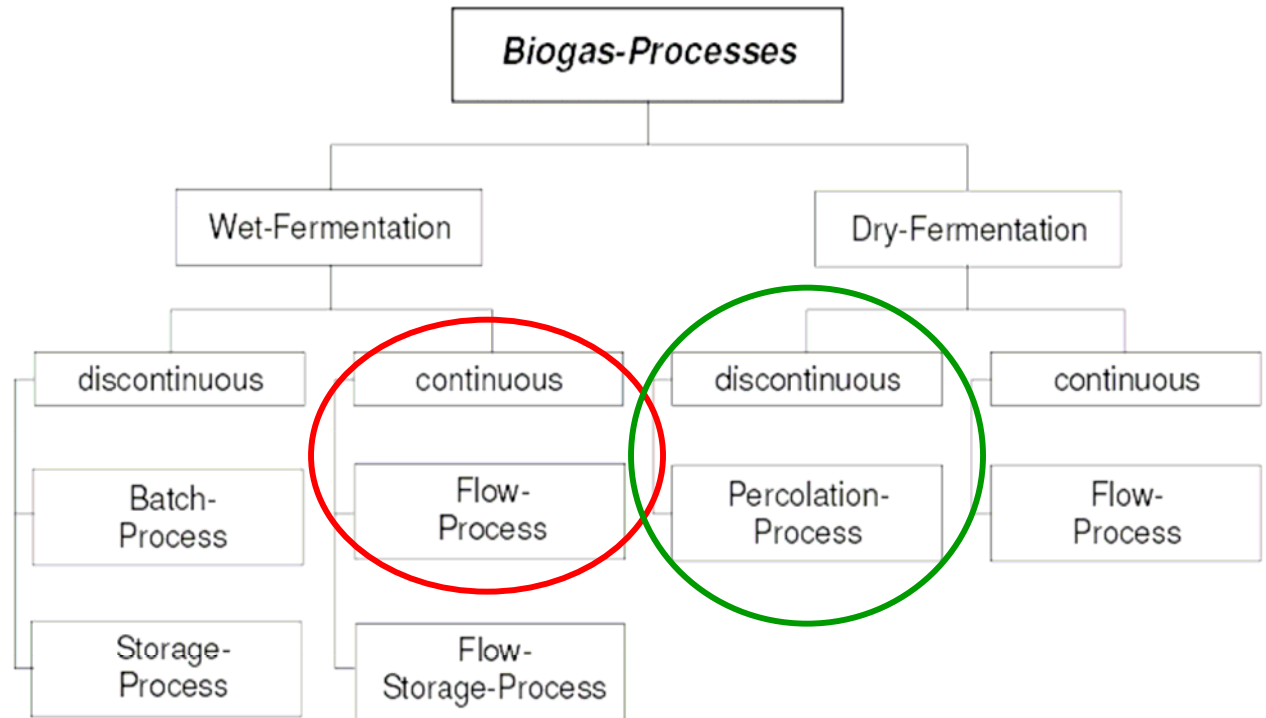 Biogas-Processes
Wet-Fermentation
Dry-Fermentation
discontinuous
continuous
discontinuous
continuous
Batch-
Process
Flow-
Process
Percolation-
Process
Flow-
Process
Storage-
Process
Flow-
Storage-Process